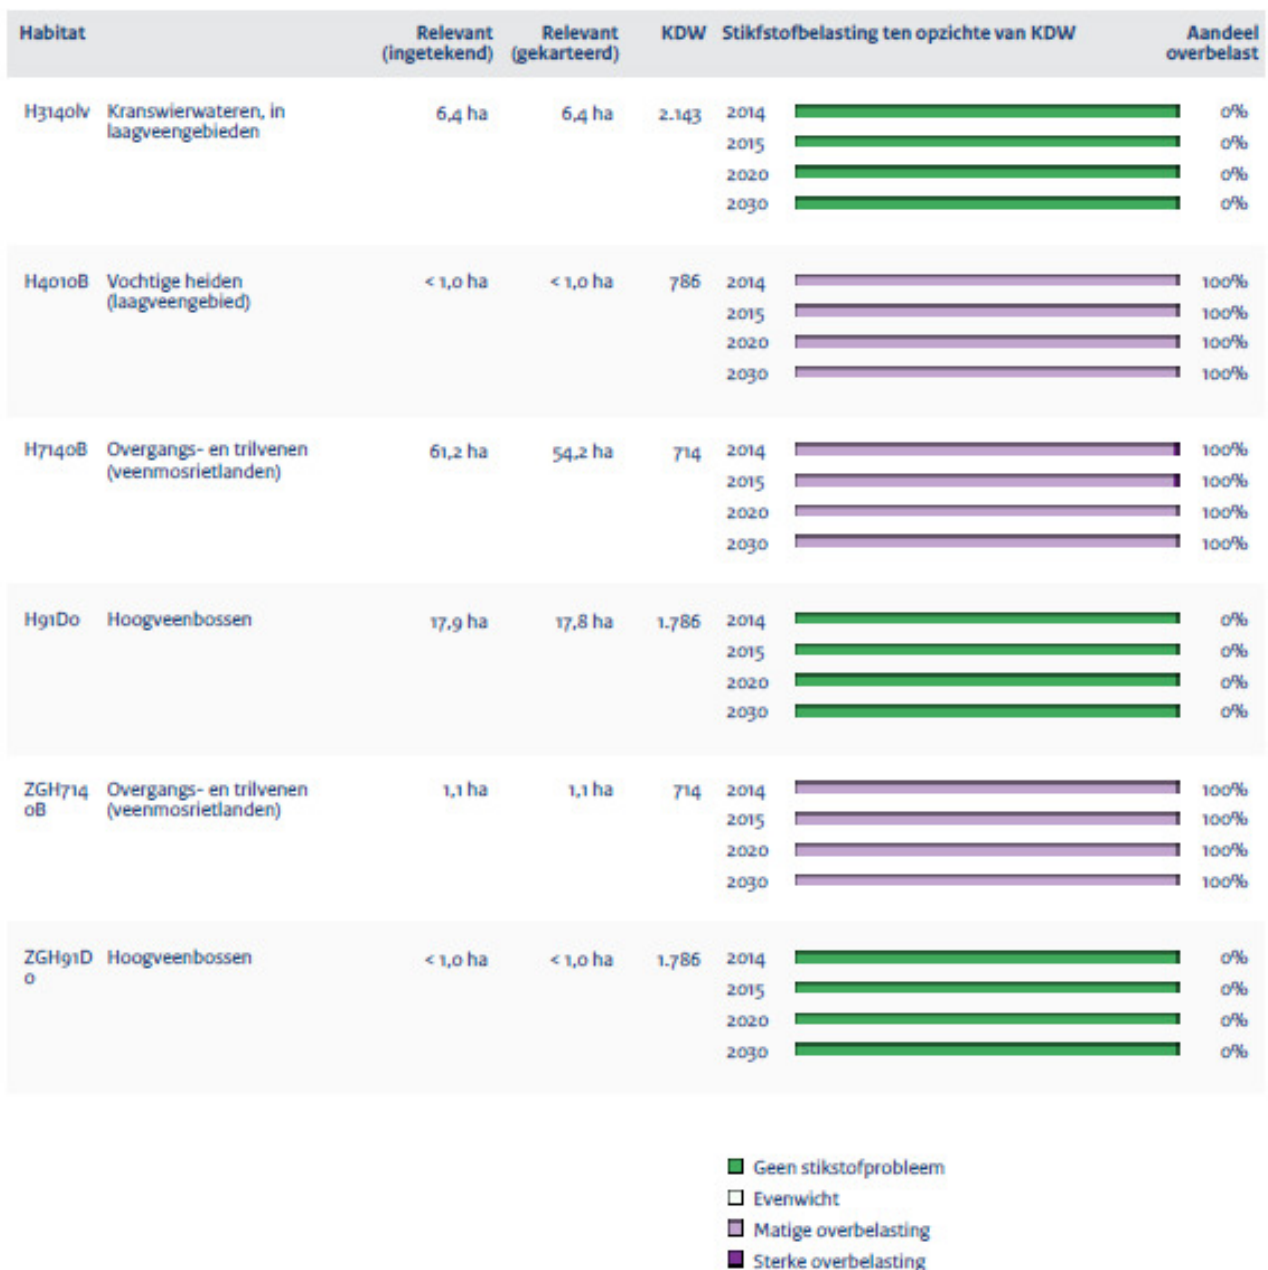 Habitat Relevant Relevant KDW Stikfstofbelasting ten opzichte van KDW Aandeel
(ingetekend) (gekarteerd) overbelast
H3140lv Kranswierwateren, in 6,4 ha 6,4 ha 2.143 2014 0%
laagveengebieden
2015 0%
2020 0%
2030 0%
H4010B Vochtige heiden < 1,0 ha < 1,0 ha 786 2014 100%
(laagveengebied)
2015 100%
2020 100%
2030 100%
H7140B Overgangs- en trilvenen 61,2 ha 54,2 ha 714 2014 100%
(veenmosrietlanden)
2015 100%
2020 100%
2030 100%
H91D0 Hoogveenbossen 17,9 ha 17,8 ha 1.786 2014 0%
2015 0%
2020 0%
2030 0%
ZGH714 Overgangs- en trilvenen 1,1 ha 1,1 ha 714 2014 100%
0B (veenmosrietlanden)
2015 100%
2020 100%
2030 100%
ZGH91D Hoogveenbossen < 1,0 ha < 1,0 ha 1.786 2014 0%
0
2015 0%
2020 0%
2030 0%
Geen stikstofprobleem
Evenwicht
Matige overbelasting
Sterke overbelasting